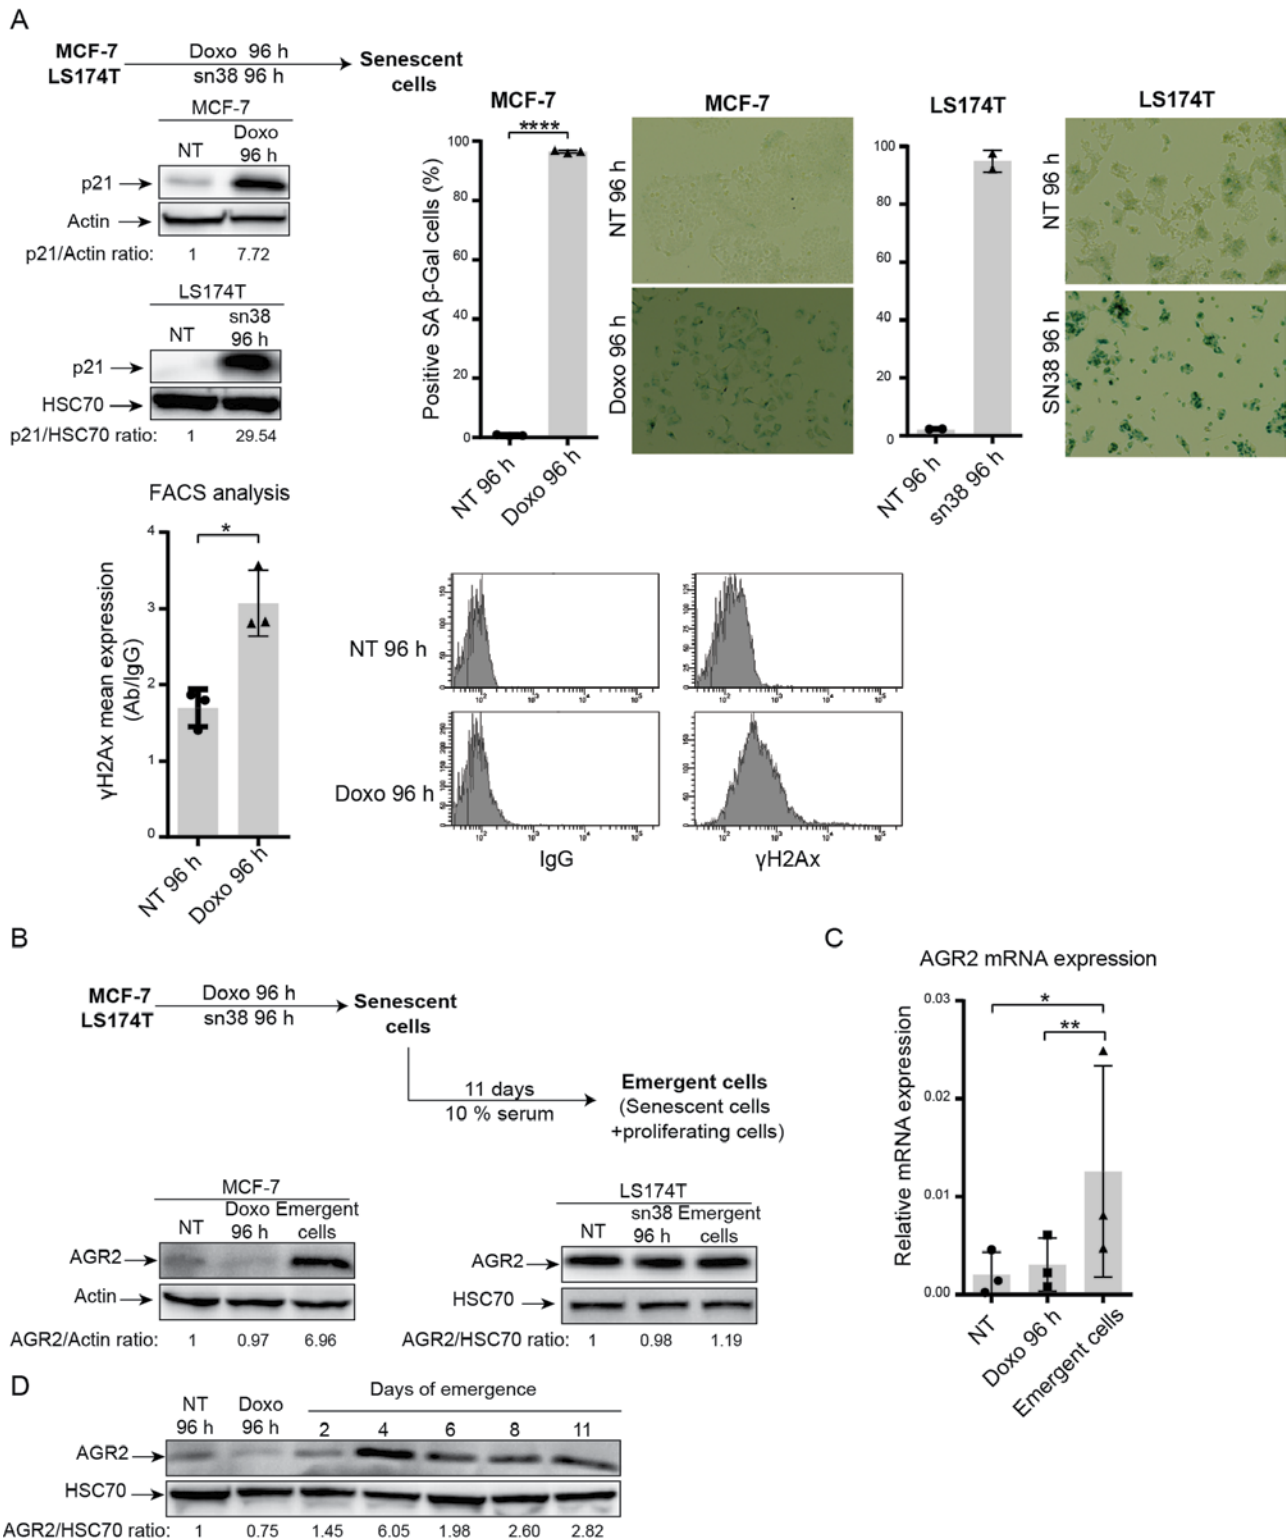 A
MCF-7
LS174T
Doxo 96 h
sn38 96 h
Senescent
cells
MCF-7
NT
Doxo
96 h
p21
Actin
p21/Actin ratio:
1
7.72
LS174T
NT
sn38
96 h
p21
HSC70
p21/HSC70 ratio:
1
29.54
MCF-7
****
Positive SA β-Gal cells (%)
100
80
60
40
20
0
NT 96 h
Doxo 96 h
MCF-7
NT 96 h
Doxo 96 h
LS174T
100
80
60
40
20
0
NT 96 h
sn38 96 h
LS174T
NT 96 h
SN38 96 h
FACS analysis
*
γH2Ax mean expression
(Ab/IgG)
4
3
2
1
0
NT 96 h
Doxo 96 h
NT 96 h
Doxo 96 h
IgG
γH2Ax
B
MCF-7
LS174T
Doxo 96 h
sn38 96 h
Senescent
cells
11 days
10 % serum
Emergent cells
(Senescent cells
+proliferating cells)
MCF-7
NT
Doxo
96 h
Emergent
cells
AGR2
Actin
AGR2/Actin ratio:
1
0.97
6.96
LS174T
NT
sn38
96 h
Emergent
cells
AGR2
HSC70
AGR2/HSC70 ratio:
1
0.98
1.19
C
AGR2 mRNA expression
*
**
Relative mRNA expression
0.03
0.02
0.01
0.00
NT
Doxo 96 h
Emergent cells
D
NT
96 h
Doxo
96 h
Days of emergence
2
4
6
8
11
AGR2
HSC70
AGR2/HSC70 ratio:
1
0.75
1.45
6.05
1.98
2.60
2.82